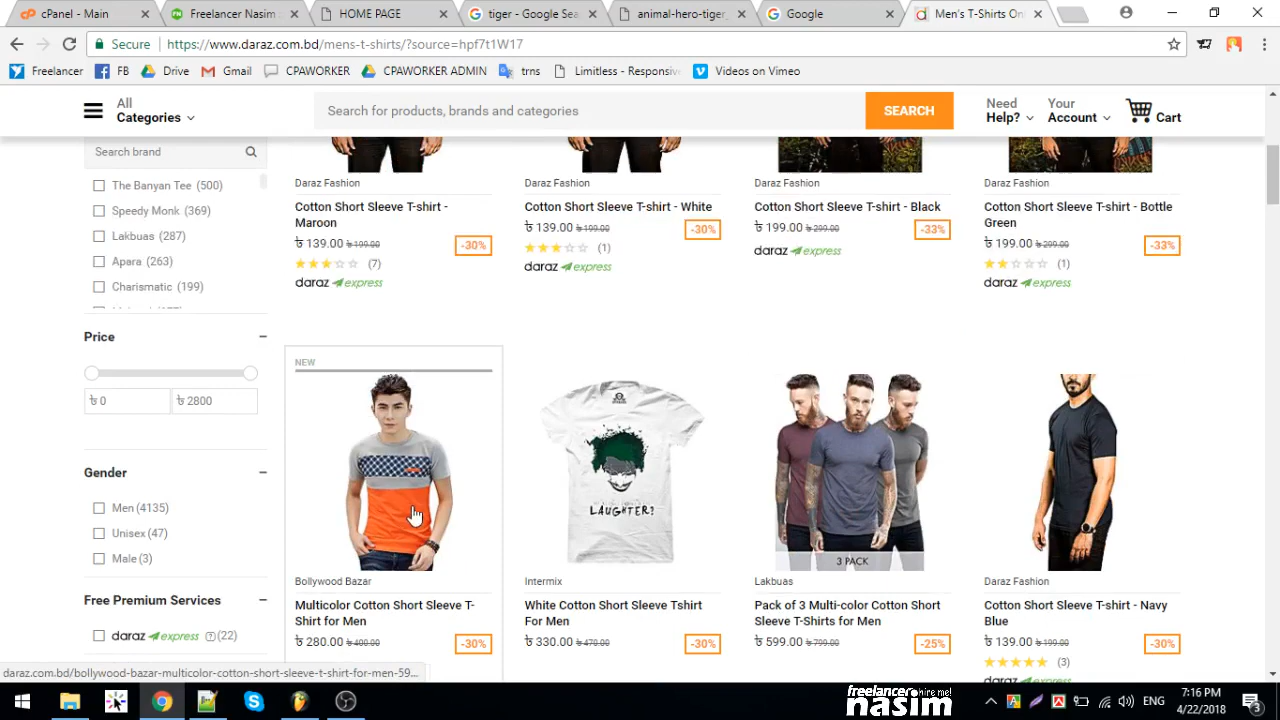 cPanel - Main
Freelancer Nasim
HOME PAGE
tiger - Google Sea
animal-hero-tiger_
Google
Men's T-Shirts Onl
Secure
https://www.daraz.com.bd/mens-t-shirts/?source=hpf7t1W17
Freelancer
FB
Drive
Gmail
CPAWORKER
CPAWORKER ADMIN
trns
Limitless - Responsiv
Videos on Vimeo
All
Categories
Search for products, brands and categories
SEARCH
Need
Help?
Your
Account
Cart
Search brand
The Banyan Tee (500)
Speedy Monk (369)
Lakbuas (287)
Apara (263)
Charismatic (199)
Price
৳ 0
৳ 2800
Gender
Men (4135)
Unisex (47)
Male (3)
Free Premium Services
daraz express ? (22)
Daraz Fashion
Cotton Short Sleeve T-shirt -
Maroon
৳ 139.00 ৳ 199.00
-30%
(7)
daraz express
Daraz Fashion
Cotton Short Sleeve T-shirt - White
৳ 139.00 ৳ 199.00
-30%
(1)
daraz express
Daraz Fashion
Cotton Short Sleeve T-shirt - Black
৳ 199.00 ৳ 299.00
-33%
daraz express
Daraz Fashion
Cotton Short Sleeve T-shirt - Bottle
Green
৳ 199.00 ৳ 299.00
-33%
(1)
daraz express
NEW
Bollywood Bazar
Multicolor Cotton Short Sleeve T-
Shirt for Men
৳ 280.00 ৳ 400.00
-30%
LAUGHTER?
Intermix
White Cotton Short Sleeve Tshirt
For Men
৳ 330.00 ৳ 470.00
-30%
3 PACK
Lakbuas
Pack of 3 Multi-color Cotton Short
Sleeve T-Shirts for Men
৳ 599.00 ৳ 799.00
-25%
Daraz Fashion
Cotton Short Sleeve T-shirt - Navy
Blue
৳ 139.00 ৳ 199.00
-30%
(3)
daraz express
daraz.com.bd/bollywood-bazar-multicolor-cotton-short-sleeve-t-shirt-for-men-59...
freelancer hire me!
nasim
ENG
7:16 PM
4/22/2018
3